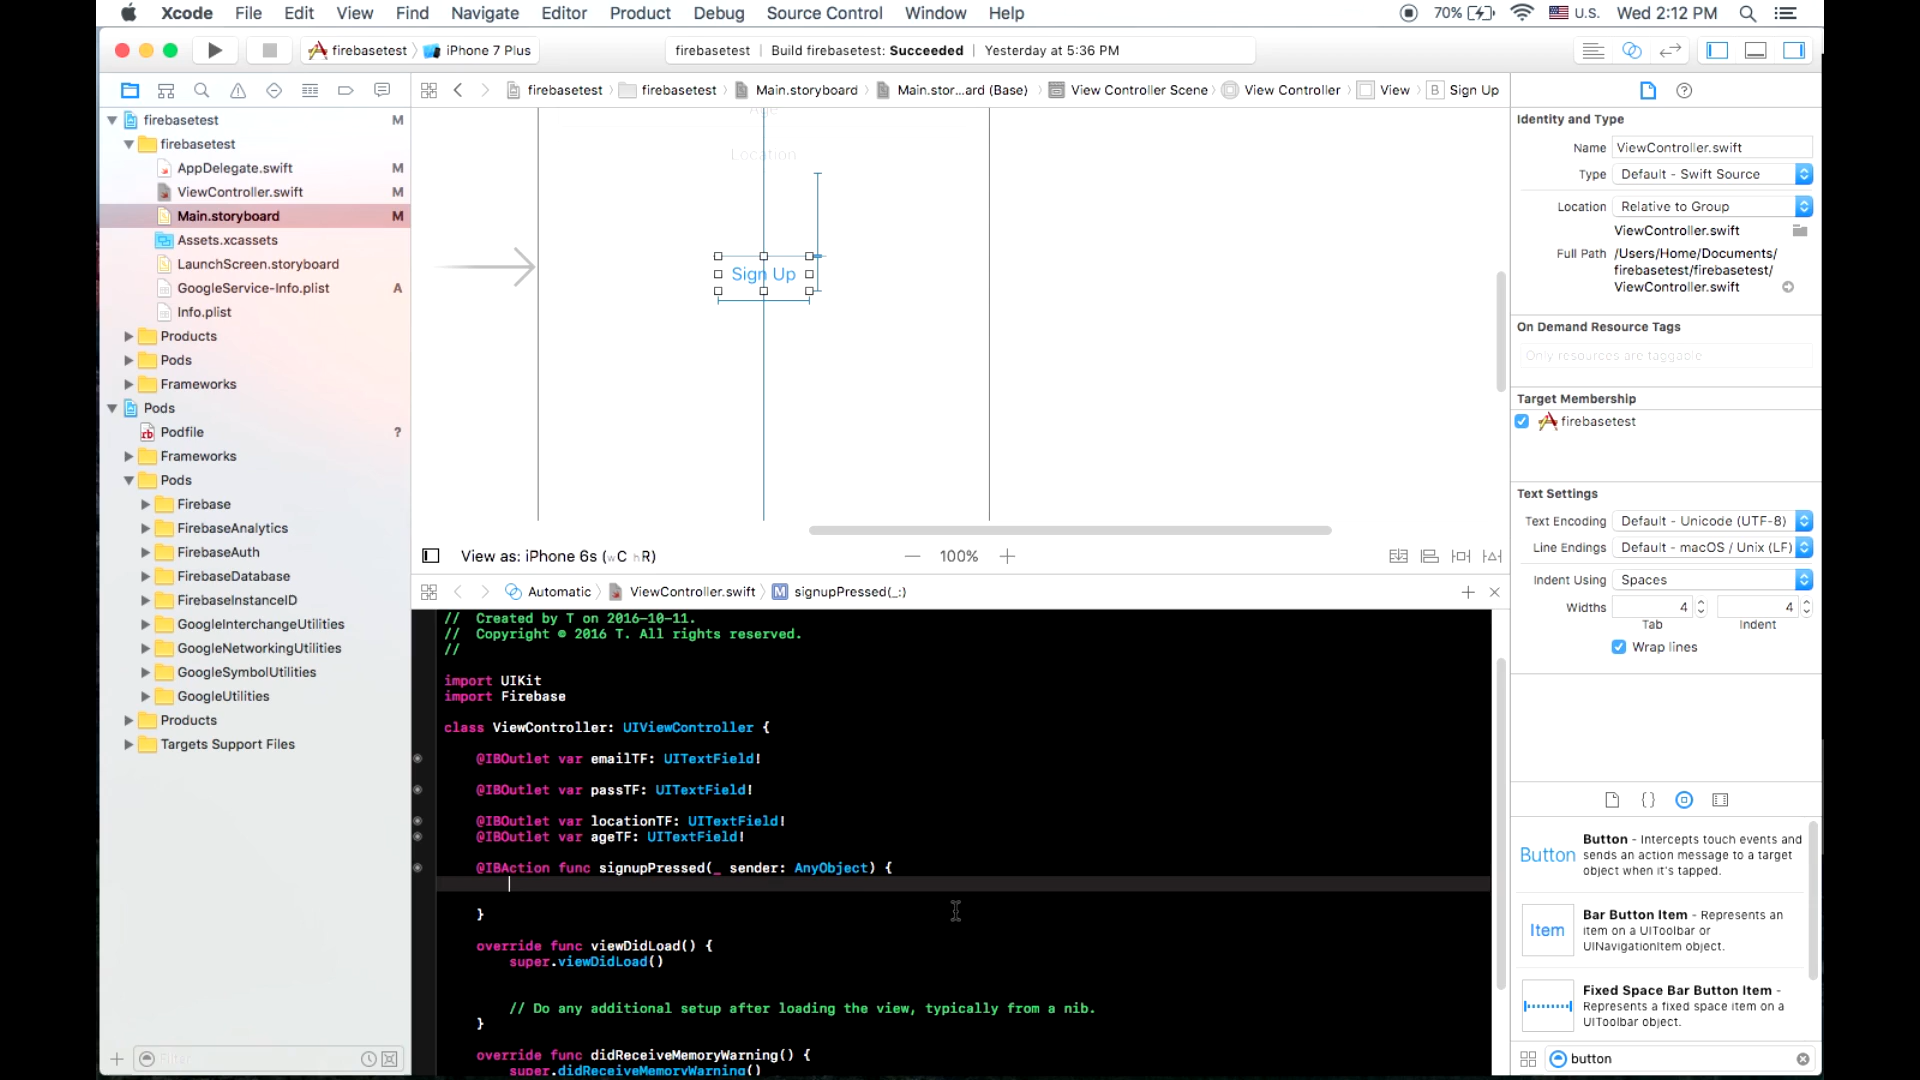 Xcode File Edit View Find Navigate Editor Product Debug Source Control Window Help 70% U.S. Wed 2:12 PM
firebasetest iPhone 7 Plus firebasetest | Build firebasetest: Succeeded | Yesterday at 5:36 PM
firebasetest firebasetest Main.storyboard Main.stor...ard (Base) View Controller Scene View Controller View B Sign Up
firebasetest M
firebasetest
AppDelegate.swift M
ViewController.swift M
Main.storyboard M
Assets.xcassets
LaunchScreen.storyboard
GoogleService-Info.plist A
Info.plist
Products
Pods
Frameworks
Pods
Podfile ?
Frameworks
Pods
Firebase
FirebaseAnalytics
FirebaseAuth
FirebaseDatabase
FirebaseInstanceID
GoogleInterchangeUtilities
GoogleNetworkingUtilities
GoogleSymbolUtilities
GoogleUtilities
Products
Targets Support Files
Filter
Age
Location
Sign Up
View as: iPhone 6s (wC hR) — 100% +
Automatic ViewController.swift M signupPressed(_:)
// Created by T on 2016-10-11.
// Copyright © 2016 T. All rights reserved.
//
import UIKit
import Firebase
class ViewController: UIViewController {
@IBOutlet var emailTF: UITextField!
@IBOutlet var passTF: UITextField!
@IBOutlet var locationTF: UITextField!
@IBOutlet var ageTF: UITextField!
@IBAction func signupPressed(_ sender: AnyObject) {
}
override func viewDidLoad() {
super.viewDidLoad()
// Do any additional setup after loading the view, typically from a nib.
}
override func didReceiveMemoryWarning() {
super.didReceiveMemoryWarning()
Identity and Type
Name ViewController.swift
Type Default - Swift Source
Location Relative to Group
ViewController.swift
Full Path /Users/Home/Documents/
firebasetest/firebasetest/
ViewController.swift
On Demand Resource Tags
Only resources are taggable
Target Membership
firebasetest
Text Settings
Text Encoding Default - Unicode (UTF-8)
Line Endings Default - macOS / Unix (LF)
Indent Using Spaces
Widths 4 4
Tab Indent
Wrap lines
{}
Button Button - Intercepts touch events and
sends an action message to a target
object when it's tapped.
Item Bar Button Item - Represents an
item on a UIToolbar or
UINavigationItem object.
Fixed Space Bar Button Item -
Represents a fixed space item on a
UIToolbar object.
button